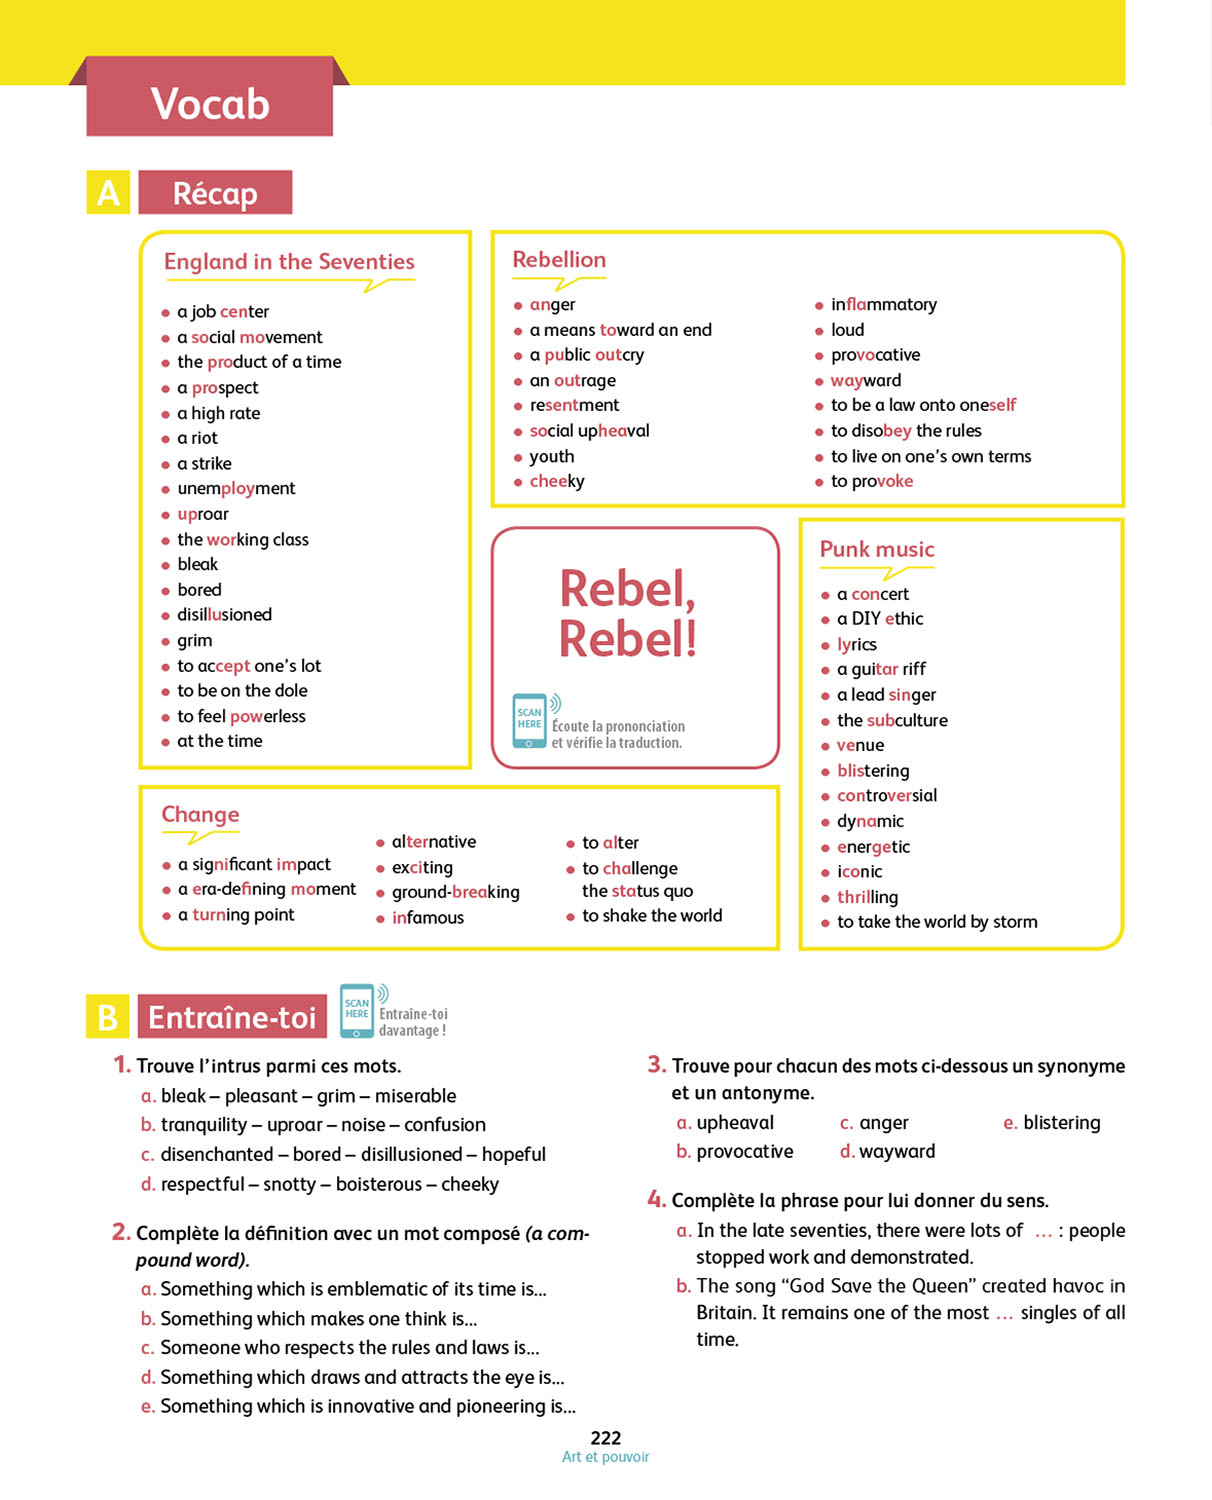 Vocab
A
Récap
England in the Seventies
• a job center
• a social movement
• the product of a time
• a prospect
• a high rate
• a riot
• a strike
• unemployment
• uproar
• the working class
• bleak
• bored
• disillusioned
• grim
• to accept one’s lot
• to be on the dole
• to feel powerless
• at the time
Rebellion
• anger
• a means toward an end
• a public outcry
• an outrage
• resentment
• social upheaval
• youth
• cheeky
• inflammatory
• loud
• provocative
• wayward
• to be a law onto oneself
• to disobey the rules
• to live on one’s own terms
• to provoke
Rebel,
Rebel!
SCAN
HERE
Écoute la prononciation
et vérifie la traduction.
Punk music
• a concert
• a DIY ethic
• lyrics
• a guitar riff
• a lead singer
• the subculture
• venue
• blistering
• controversial
• dynamic
• energetic
• iconic
• thrilling
• to take the world by storm
Change
• a significant impact
• a era-defining moment
• a turning point
• alternative
• exciting
• ground-breaking
• infamous
• to alter
• to challenge
the status quo
• to shake the world
B
Entraîne-toi
SCAN
HERE
Entraîne-toi
davantage !
1. Trouve l’intrus parmi ces mots.
a. bleak – pleasant – grim – miserable
b. tranquility – uproar – noise – confusion
c. disenchanted – bored – disillusioned – hopeful
d. respectful – snotty – boisterous – cheeky
2. Complète la définition avec un mot composé (a com-
pound word).
a. Something which is emblematic of its time is...
b. Something which makes one think is...
c. Someone who respects the rules and laws is...
d. Something which draws and attracts the eye is...
e. Something which is innovative and pioneering is...
3. Trouve pour chacun des mots ci-dessous un synonyme
et un antonyme.
a. upheaval c. anger e. blistering
b. provocative d. wayward
4. Complète la phrase pour lui donner du sens.
a. In the late seventies, there were lots of ... : people
stopped work and demonstrated.
b. The song “God Save the Queen” created havoc in
Britain. It remains one of the most ... singles of all
time.
222
Art et pouvoir